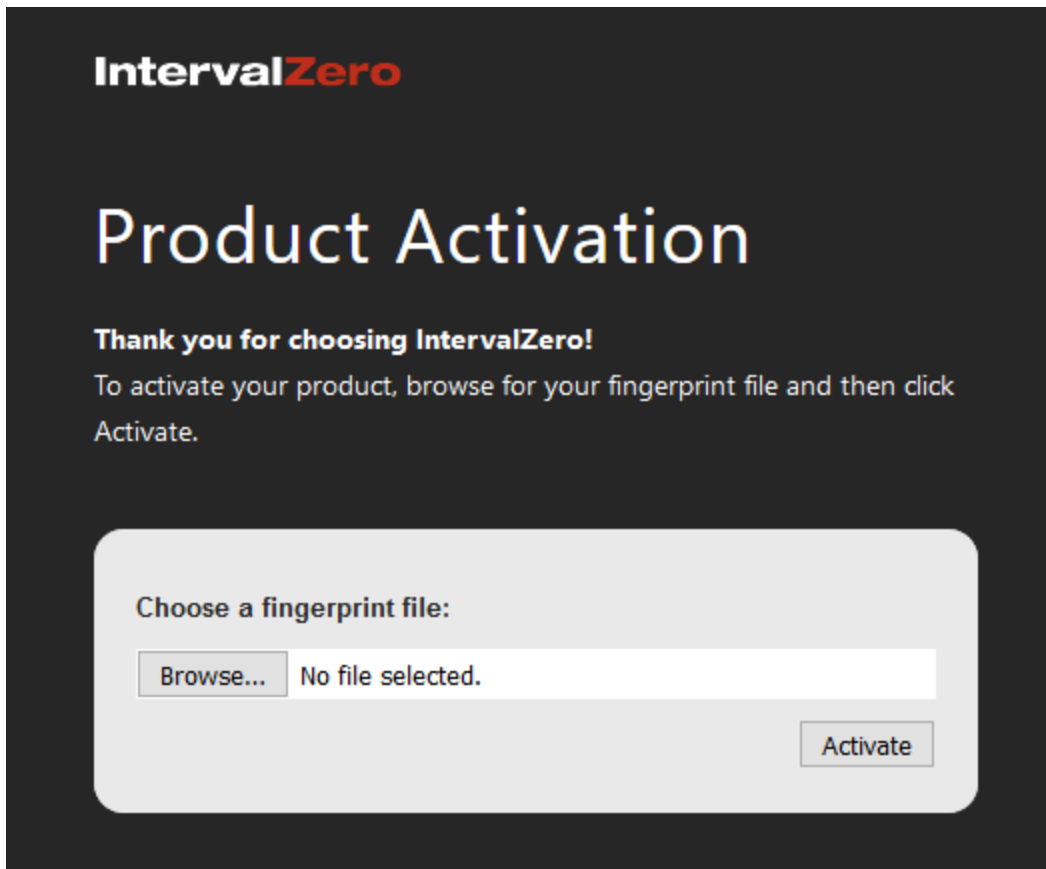 IntervalZero
Product Activation
Thank you for choosing IntervalZero!
To activate your product, browse for your fingerprint file and then click
Activate.
Choose a fingerprint file:
Browse... No file selected.
Activate